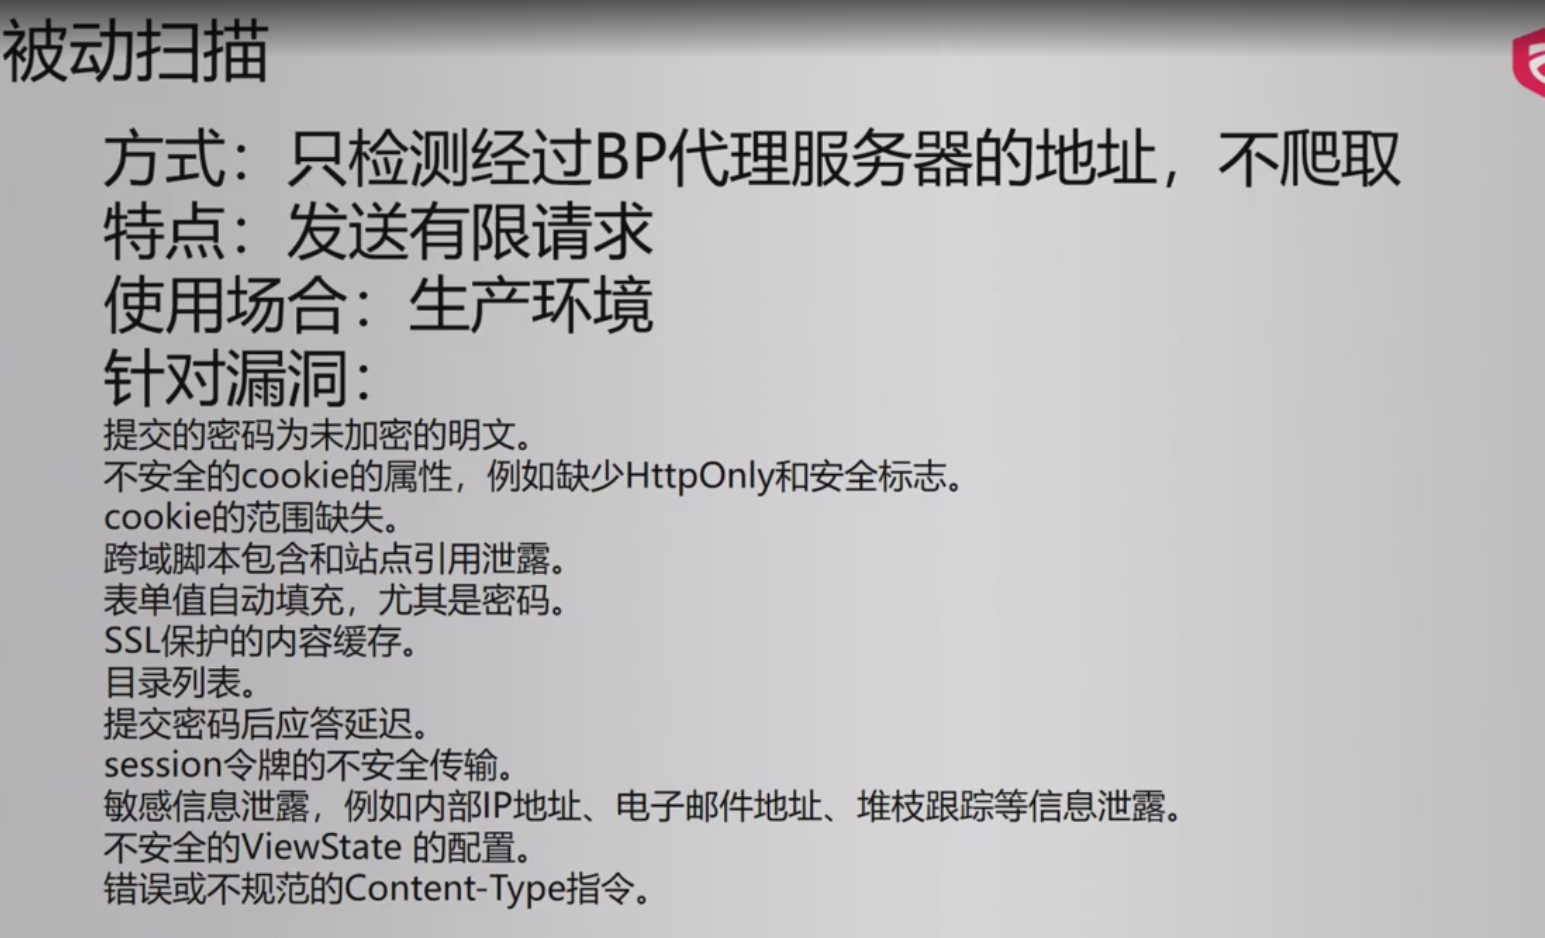 被动扫描
方式：只检测经过BP代理服务器的地址，不爬取
特点：发送有限请求
使用场合：生产环境
针对漏洞：
提交的密码为未加密的明文。
不安全的cookie的属性，例如缺少HttpOnly和安全标志。
cookie的范围缺失。
跨域脚本包含和站点引用泄露。
表单值自动填充，尤其是密码。
SSL保护的内容缓存。
目录列表。
提交密码后应答延迟。
session令牌的不安全传输。
敏感信息泄露，例如内部IP地址、电子邮件地址、堆枝跟踪等信息泄露。
不安全的ViewState 的配置。
错误或不规范的Content-Type指令。